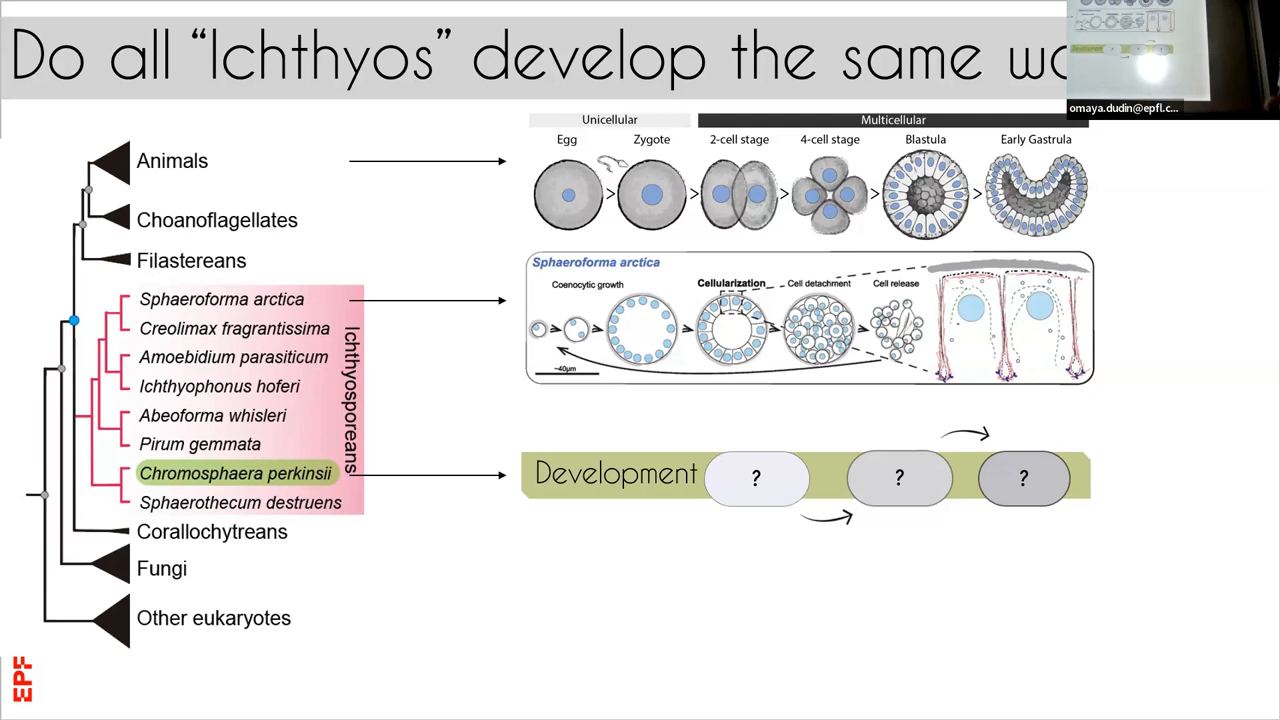 Do all “Ichthyos” develop the same wa
omaya.dudin@epfl.c...
Animals
Choanoflagellates
Filastereans
Sphaeroforma arctica
Creolimax fragrantissima
Amoebidium parasiticum
Ichthyophonus hoferi
Abeoforma whisleri
Pirum gemmata
Chromosphaera perkinsii
Sphaerothecum destruens
Ichthyosporeans
Corallochytreans
Fungi
Other eukaryotes
Unicellular
Multicellular
Egg
Zygote
2-cell stage
4-cell stage
Blastula
Early Gastrula
Sphaeroforma arctica
Coenocytic growth
Cellularization
Cell detachment
Cell release
~40µm
Development
?
?
?
EPF